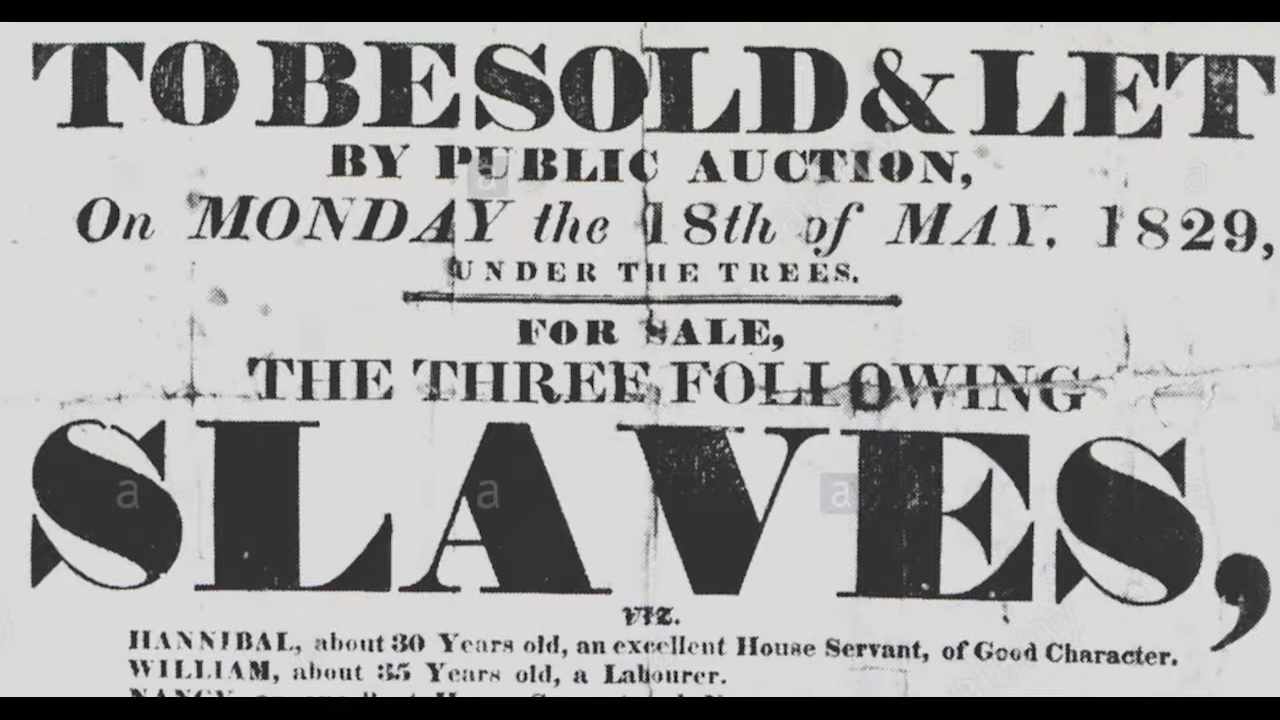 TO BE SOLD & LET
BY PUBLIC AUCTION,
On MONDAY the 18th of MAY, 1829,
UNDER THE TREES.
FOR SALE,
THE THREE FOLLOWING
SLAVES,
VIZ.
HANNIBAL, about 30 Years old, an excellent House Servant, of Good Character.
WILLIAM, about 35 Years old, a Labourer.
NANCY,